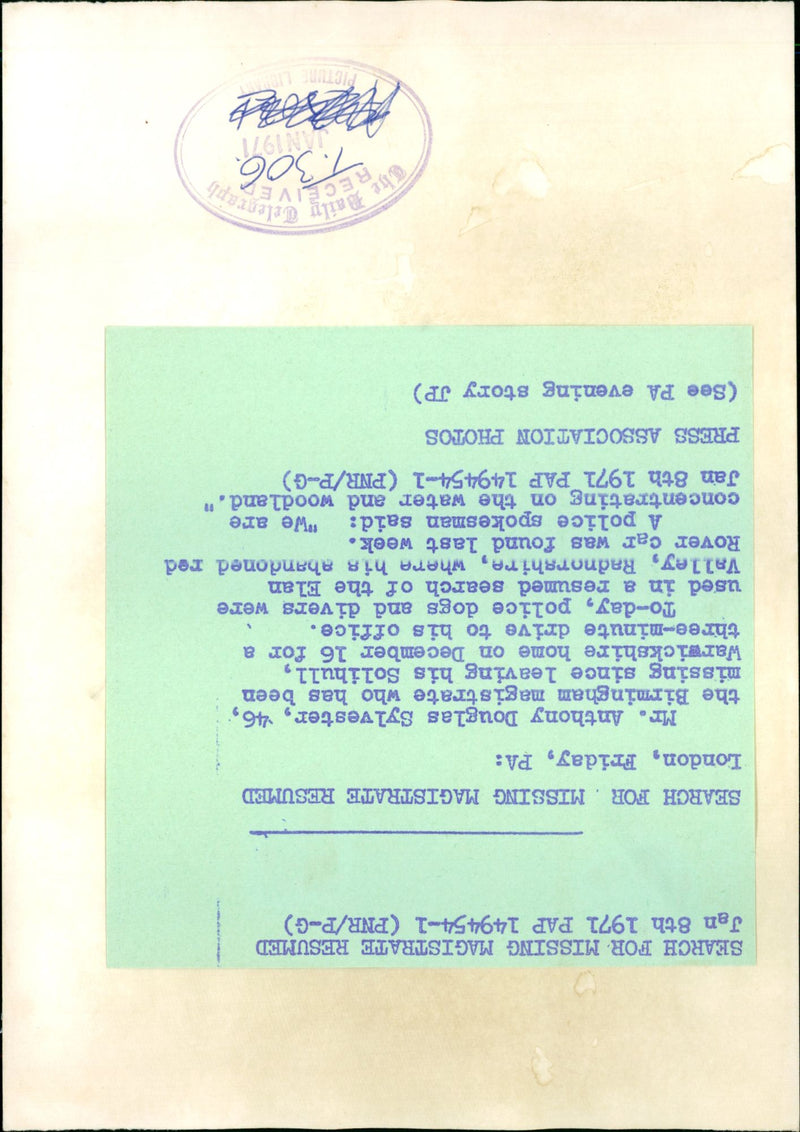 SEARCH FOR MISSING MAGISTRATE RESUMED
Jan 8th 1971 PAP 149454-1 (PNR/P-G)
SEARCH FOR MISSING MAGISTRATE RESUMED
London, Friday, PA:
Mr. Anthony Douglas Sylvester, 46,
the Birmingham magistrate who has been
missing since leaving his Solihull,
Warwickshire home on December 16 for a
three-minute drive to his office.
To-day, police dogs and divers were
used in a resumed search of the Elan
Valley, Radnorshire, where his abandoned red
Rover car was found last week.
A police spokesman said: "We are
concentrating on the water and woodland."
Jan 8th 1971 PAP 149454-1 (PNR/P-G)
PRESS ASSOCIATION PHOTOS
(See PA evening story JP)
The Daily Telegraph
RECEIVED
T.306.
JAN 1971
PICTURE LIBRARY